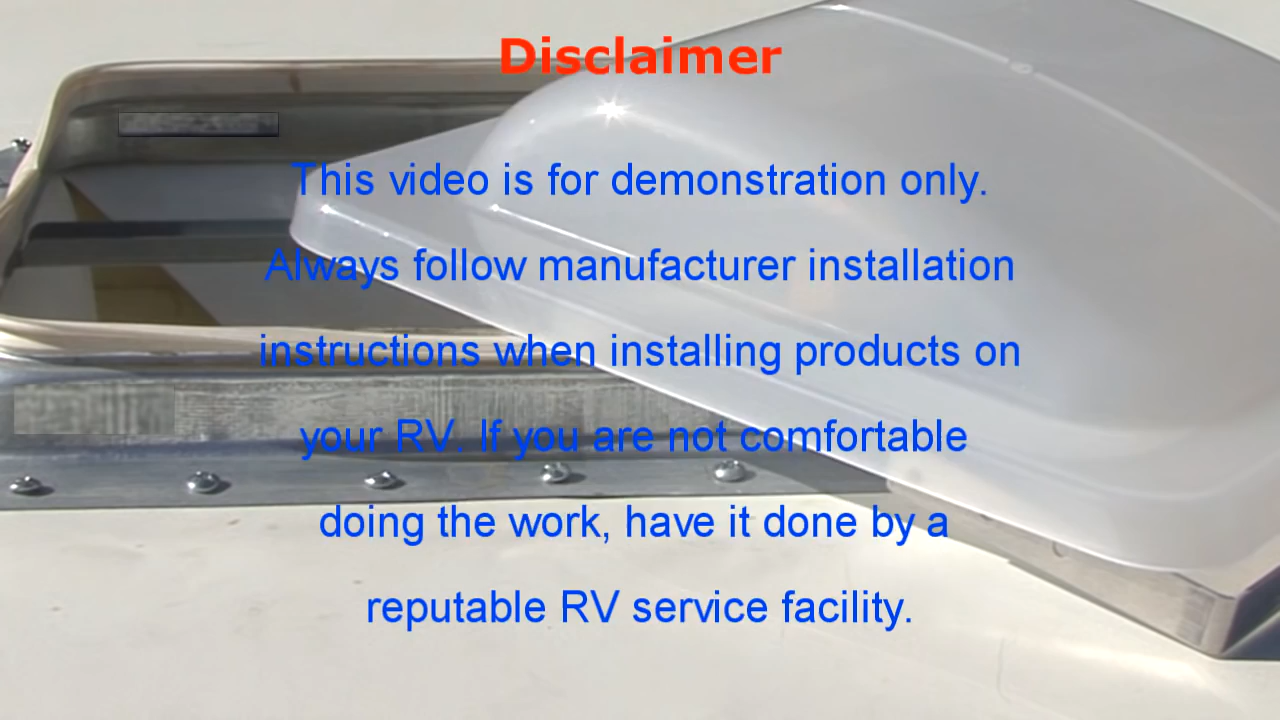 Disclaimer
This video is for demonstration only.
Always follow manufacturer installation
instructions when installing products on
your RV. If you are not comfortable
doing the work, have it done by a
reputable RV service facility.